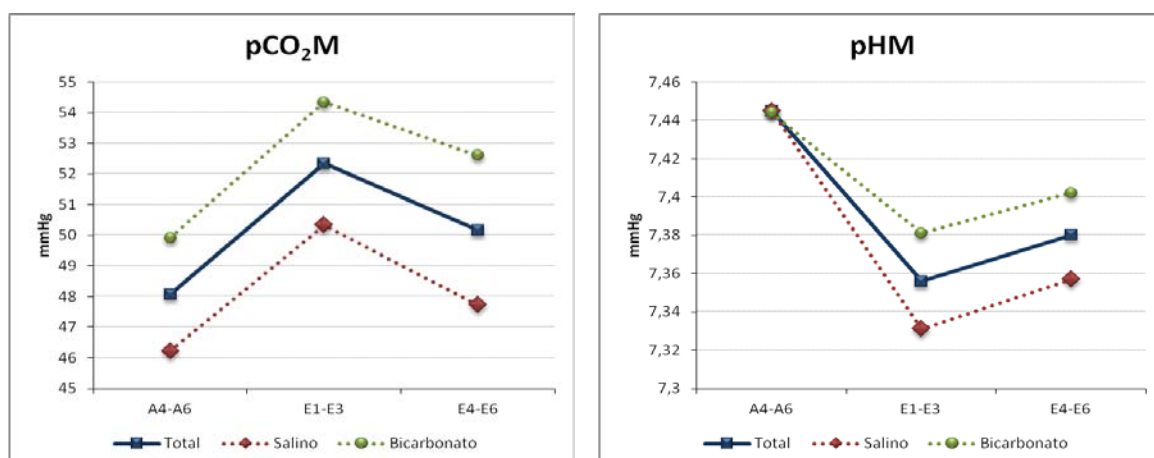 pCO₂M
55
54
53
52
51
50
49
48
47
46
45
mmHg
A4-A6
E1-E3
E4-E6
Total
Salino
Bicarbonato
pHM
7,46
7,44
7,42
7,4
7,38
7,36
7,34
7,32
7,3
mmHg
A4-A6
E1-E3
E4-E6
Total
Salino
Bicarbonato